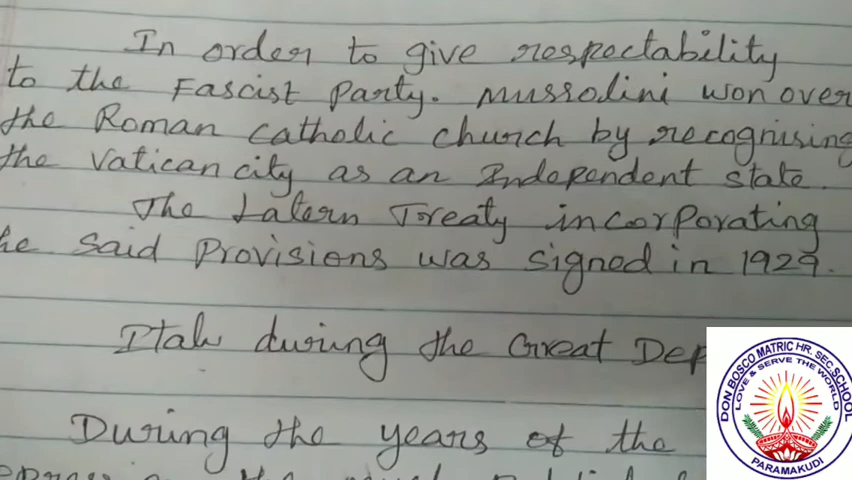 In order to give respectability
to the Fascist Party. Mussolini won over
the Roman Catholic church by recognising
the Vatican city as an Independent state.
The Latern Treaty incorporating
he said Provisions was signed in 1929.
Italy during the Great Dep
During the years of the
DON BOSCO MATRIC HR. SEC. SCHOOL
LOVE & SERVE THE WORLD
PARAMAKUDI